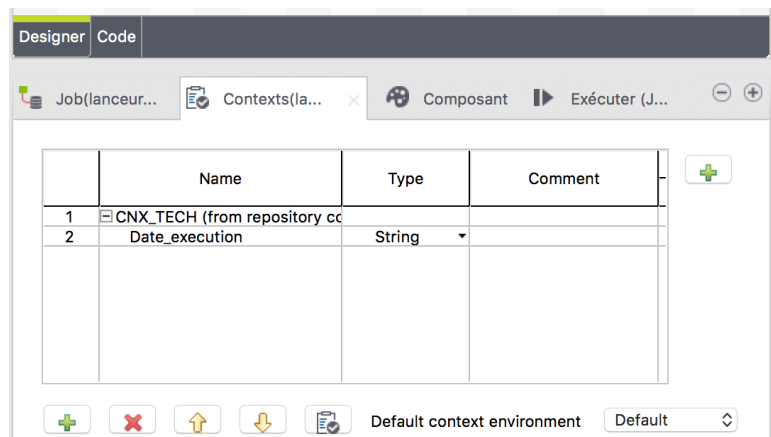 Designer Code
Job(lanceur... Contexts(la... Composant Exécuter (J...
Name Type Comment
1 CNX_TECH (from repository co
2 Date_execution String
Default context environment Default